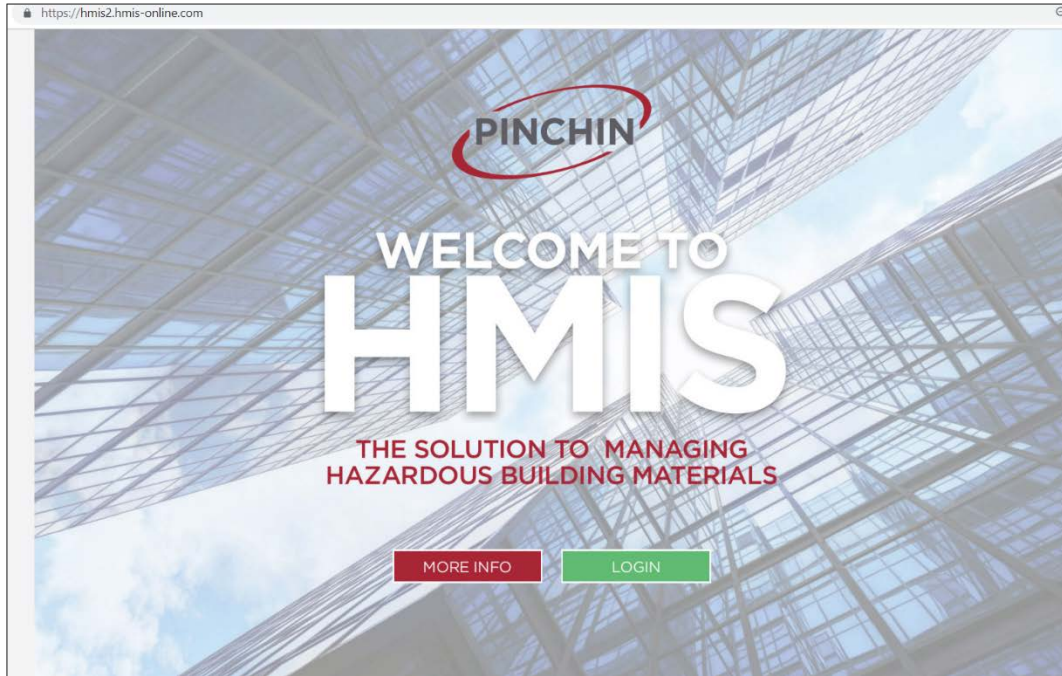 https://hmis2.hmis-online.com
PINCHIN
WELCOME TO
HMIS
THE SOLUTION TO MANAGING
HAZARDOUS BUILDING MATERIALS
MORE INFO
LOGIN